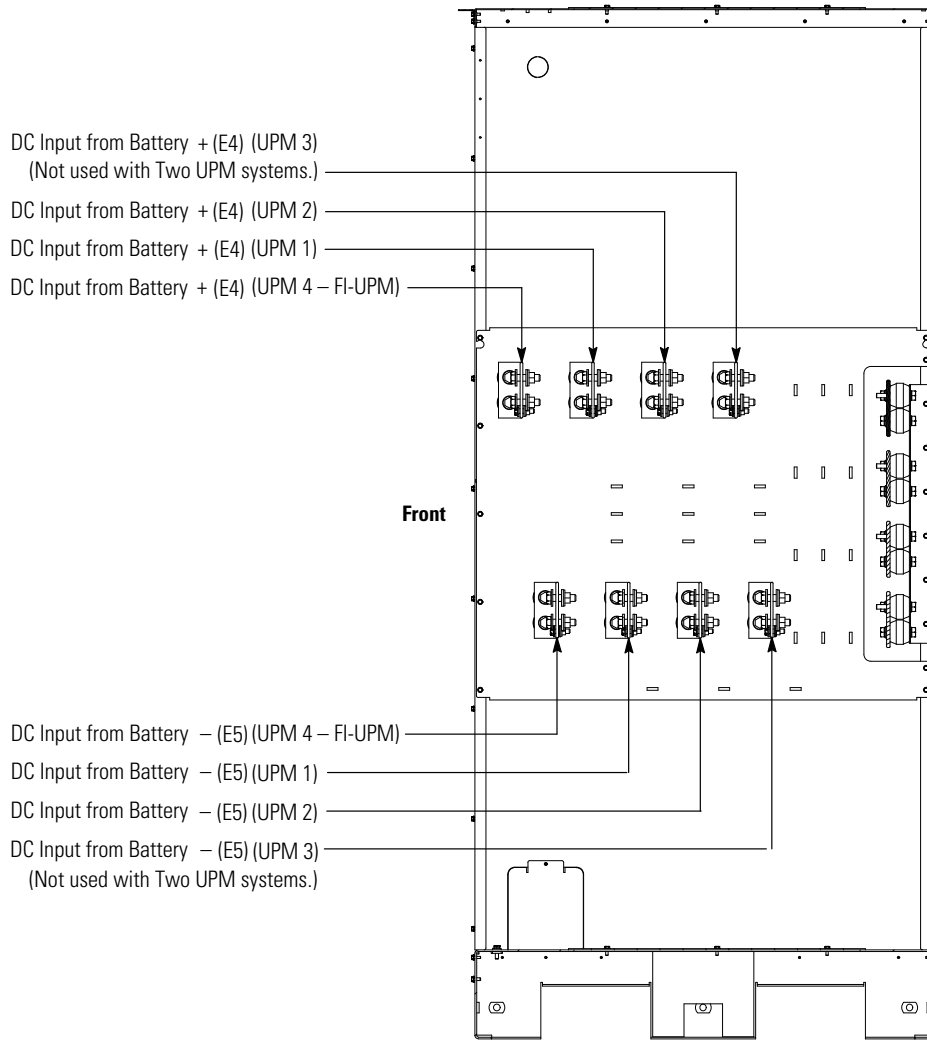 DC Input from Battery + (E4) (UPM 3)
(Not used with Two UPM systems.)
DC Input from Battery + (E4) (UPM 2)
DC Input from Battery + (E4) (UPM 1)
DC Input from Battery + (E4) (UPM 4 – FI-UPM)
Front
DC Input from Battery – (E5) (UPM 4 – FI-UPM)
DC Input from Battery – (E5) (UPM 1)
DC Input from Battery – (E5) (UPM 2)
DC Input from Battery – (E5) (UPM 3)
(Not used with Two UPM systems.)